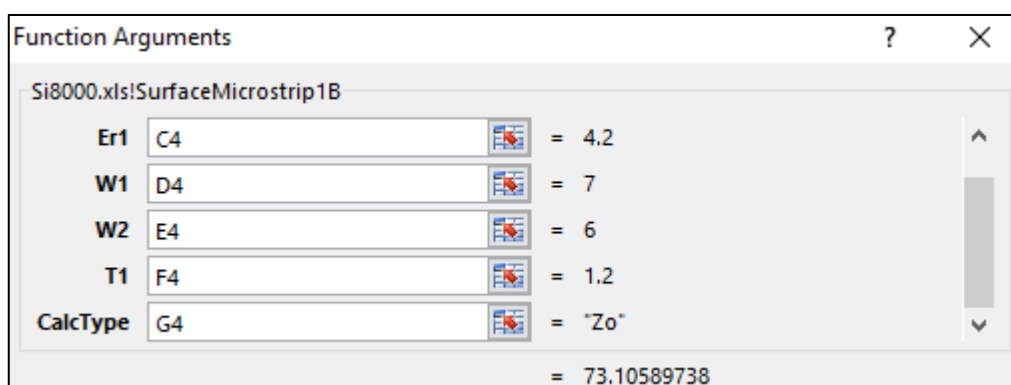 Function Arguments ? ×
Si8000.xls!SurfaceMicrostrip1B
Er1 C4 = 4.2
W1 D4 = 7
W2 E4 = 6
T1 F4 = 1.2
CalcType G4 = "Zo"
= 73.10589738